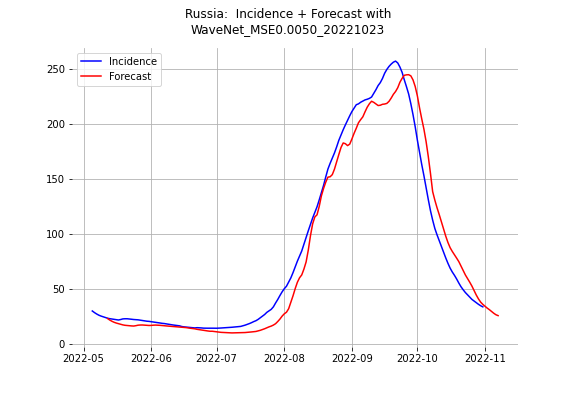 Russia:  Incidence + Forecast with
WaveNet_MSE0.0050_20221023
Incidence
Forecast
250
200
150
100
50
0
2022-05 2022-06 2022-07 2022-08 2022-09 2022-10 2022-11